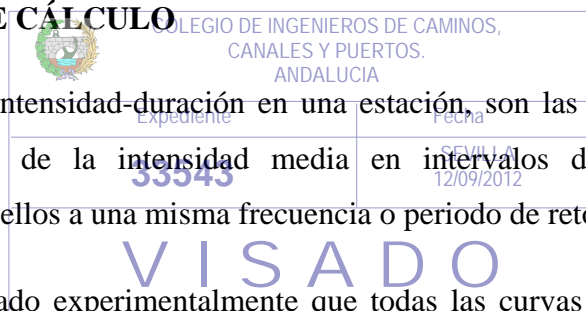 E CÁLCULO
COLEGIO DE INGENIEROS DE CAMINOS,
CANALES Y PUERTOS.
ANDALUCIA
ntensidad-duración en una estación, son las
Expediente
Fecha
de la intensidad media en intervalos d
33543
SEVILLA
12/09/2012
ellos a una misma frecuencia o periodo de reto
VISADO
ado experimentalmente que todas las curvas